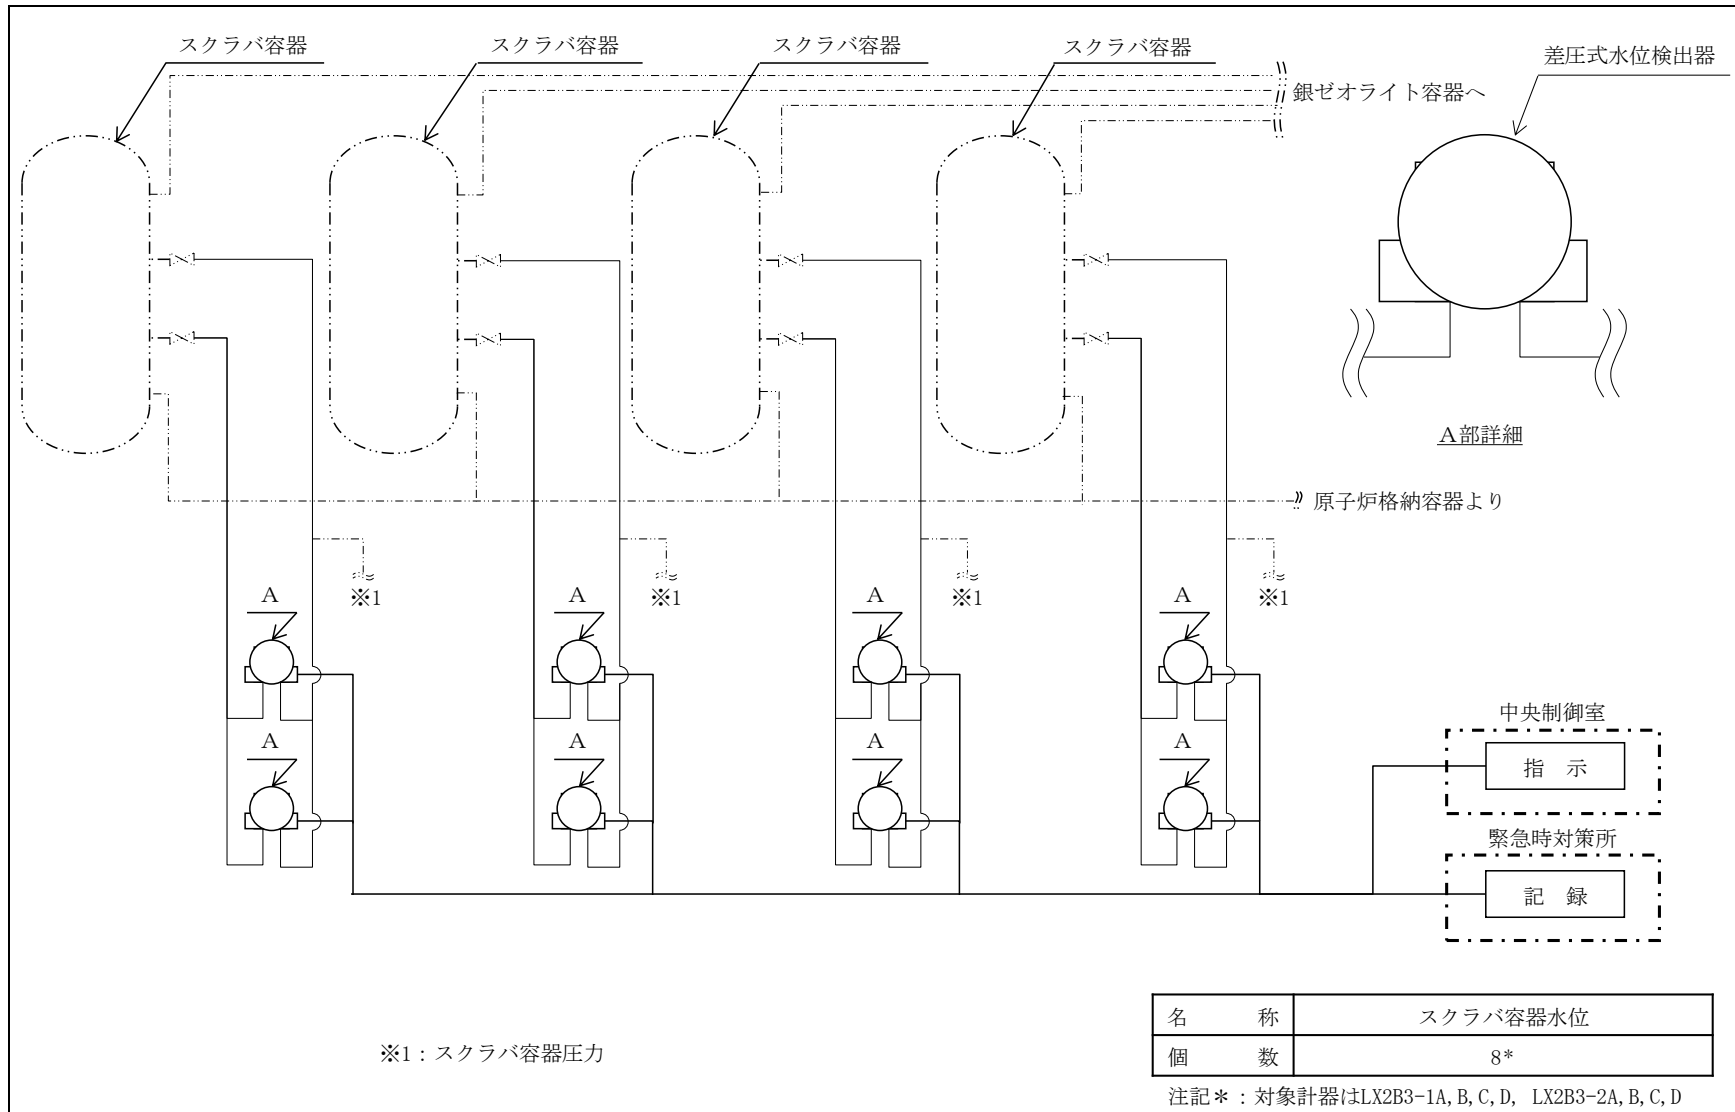 スクラバ容器
スクラバ容器
スクラバ容器
スクラバ容器
差圧式水位検出器
銀ゼオライト容器へ
A部詳細
原子炉格納容器より
※1
※1
※1
※1
A
A
A
A
A
A
A
A
中央制御室
指 示
緊急時対策所
記 録
名 称 スクラバ容器水位
個 数 8*
※1:スクラバ容器圧力
注記*:対象計器はLX2B3-1A,B,C,D, LX2B3-2A,B,C,D